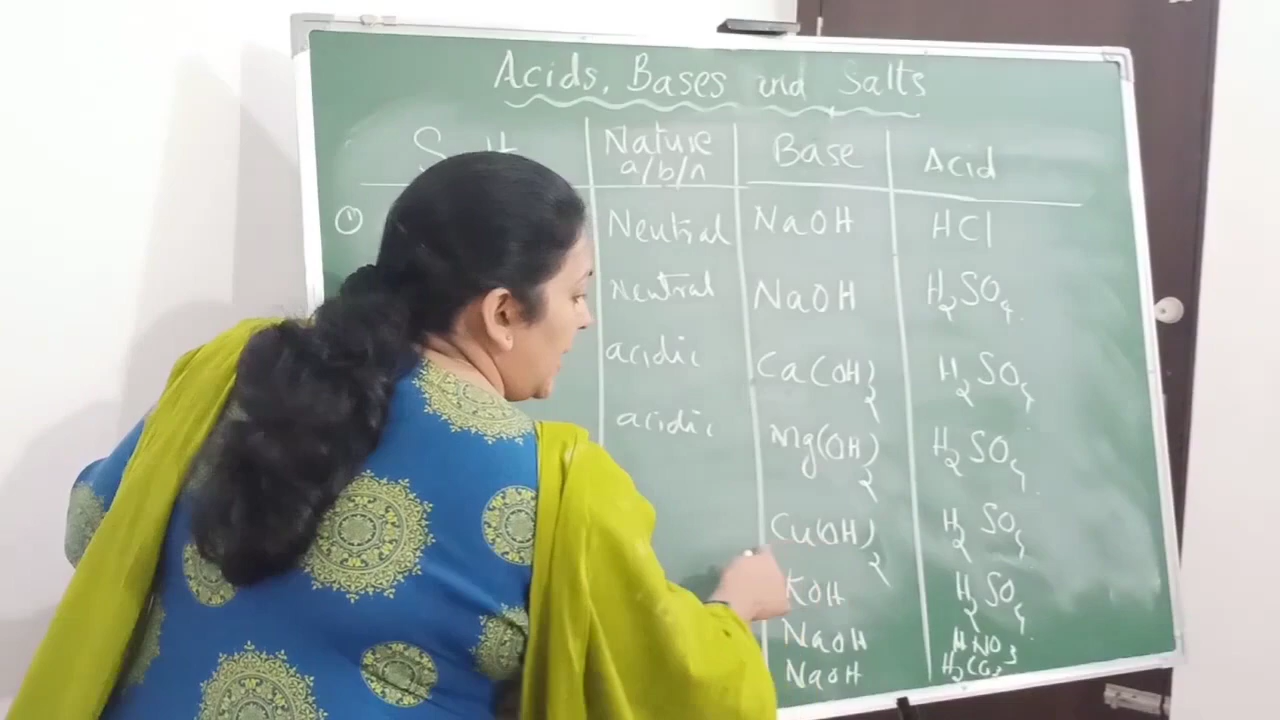 Acids, Bases and Salts
Nature Base Acid
a/b/n
① Neutral NaOH HCl
Neutral NaOH H₂SO₄
acidic Ca(OH)₂ H₂SO₄
acidic Mg(OH)₂ H₂SO₄
Cu(OH)₂ H₂SO₄
KOH H₂SO₄
NaOH HNO₃
NaOH H₂CO₃